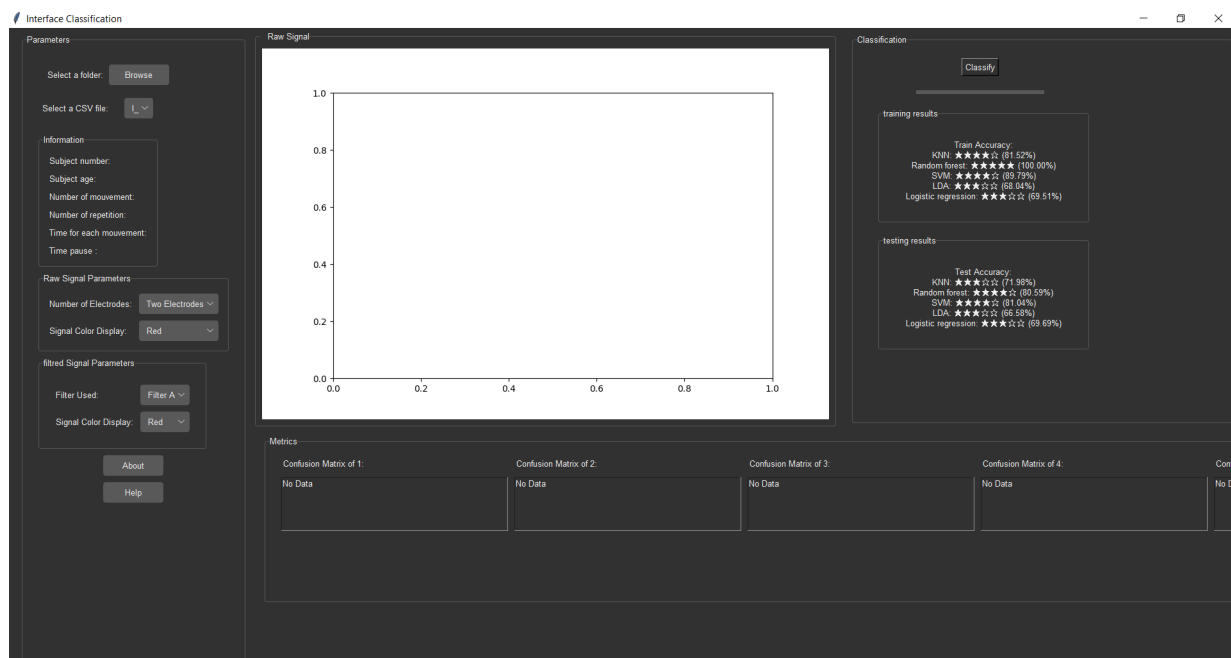 Interface Classification
Parameters
Select a folder: Browse
Select a CSV file: I_
Information
Subject number:
Subject age:
Number of mouvement:
Number of repetition:
Time for each mouvement:
Time pause :
Raw Signal Parameters
Number of Electrodes: Two Electrodes
Signal Color Display: Red
filtred Signal Parameters
Filter Used: Filter A
Signal Color Display: Red
About
Help
Raw Signal
1.0
0.8
0.6
0.4
0.2
0.0
0.0 0.2 0.4 0.6 0.8 1.0
Classification
Classify
training results
Train Accuracy:
KNN: ★★★★☆ (81.52%)
Random forest: ★★★★★ (100.00%)
SVM: ★★★★☆ (89.79%)
LDA: ★★★☆☆ (68.04%)
Logistic regression: ★★★☆☆ (69.51%)
testing results
Test Accuracy:
KNN: ★★★☆☆ (71.98%)
Random forest: ★★★★☆ (80.59%)
SVM: ★★★★☆ (81.04%)
LDA: ★★★☆☆ (66.58%)
Logistic regression: ★★★☆☆ (69.69%)
Metrics
Confusion Matrix of 1: Confusion Matrix of 2: Confusion Matrix of 3: Confusion Matrix of 4:
No Data No Data No Data No Data